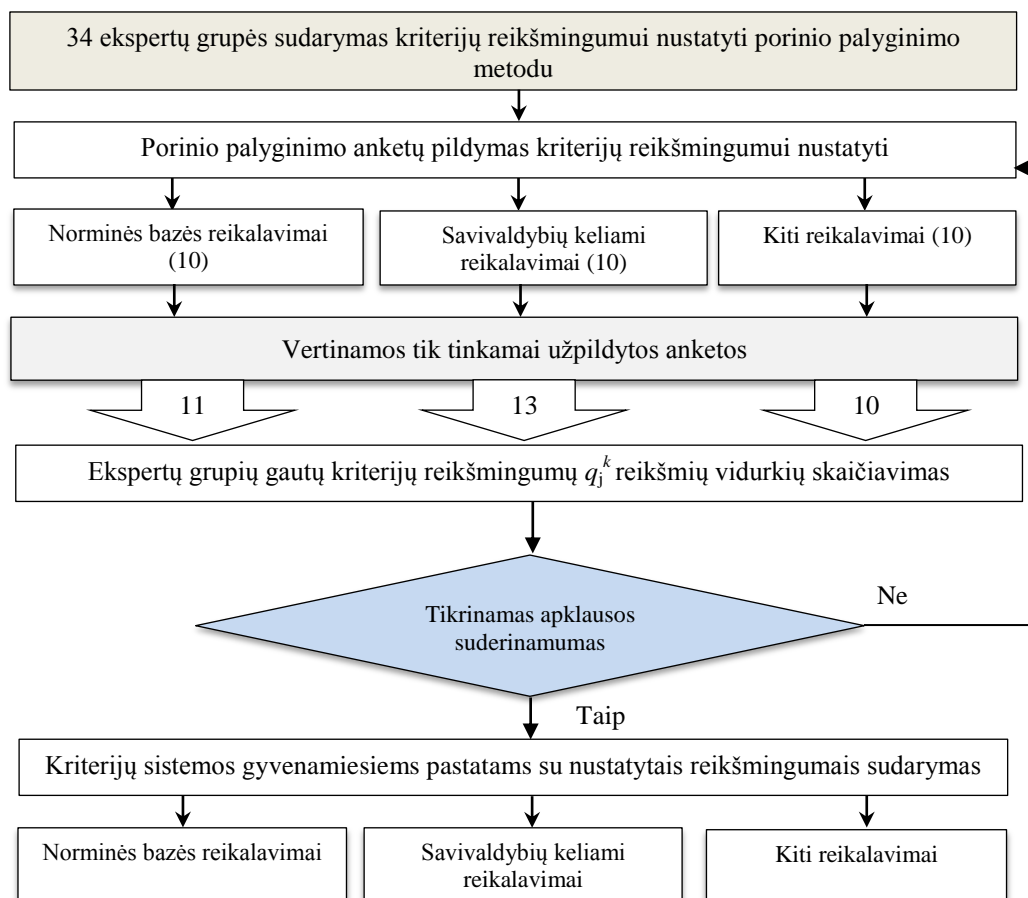 34 ekspertų grupės sudarymas kriterijų reikšmingumui nustatyti porinio palyginimo
metodu
Porinio palyginimo anketų pildymas kriterijų reikšmingumui nustatyti
Norminės bazės reikalavimai
(10)
Savivaldybių keliami
reikalavimai (10)
Kiti reikalavimai (10)
Vertinamos tik tinkamai užpildytos anketos
11
13
10
Ekspertų grupių gautų kriterijų reikšmingumų qjᵏ reikšmių vidurkių skaičiavimas
Tikrinamas apklausos
suderinamumas
Ne
Taip
Kriterijų sistemos gyvenamiesiems pastatams su nustatytais reikšmingumais sudarymas
Norminės bazės reikalavimai
Savivaldybių keliami
reikalavimai
Kiti reikalavimai